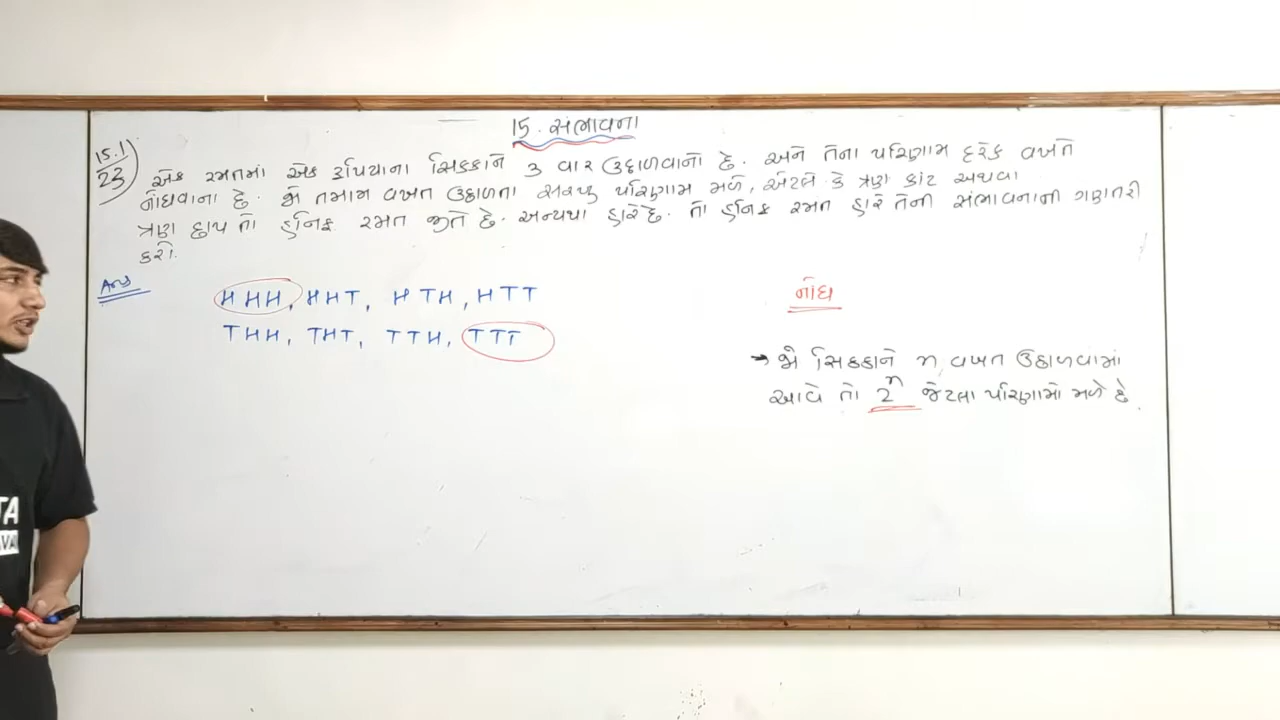 15. સંભાવના
15.1
23)
એક રમતમાં એક રૂપિયાના સિક્કાને 3 વાર ઉછાળવાનો છે. અને તેના પરિણામ દરેક વખતે
નોંધવાના છે. જો તમામ વખત ઉછાળતા સરખુ પરિણામ મળે, એટલે કે ત્રણ કાંટ અથવા
ત્રણ છાપ તો હનિફ રમત જીતે છે. અન્યથા હારે છે. તો હનિફ રમત હારે તેની સંભાવનાની ગણતરી
કરો.
Ans
HHH, HHT, HTH, HTT
THH, THT, TTH, TTT
નોંધ
→ જો સિક્કાને n વખત ઉછાળવામાં
આવે તો 2ⁿ જેટલા પરિણામો મળે છે.
TA